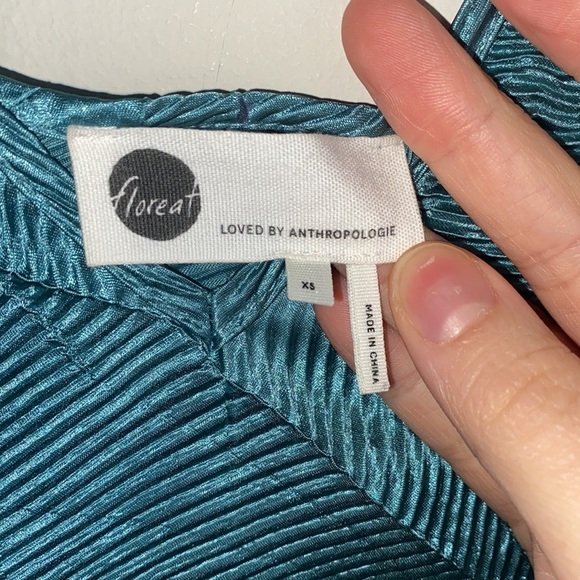 floreat
LOVED BY ANTHROPOLOGIE
XS
MADE IN CHINA